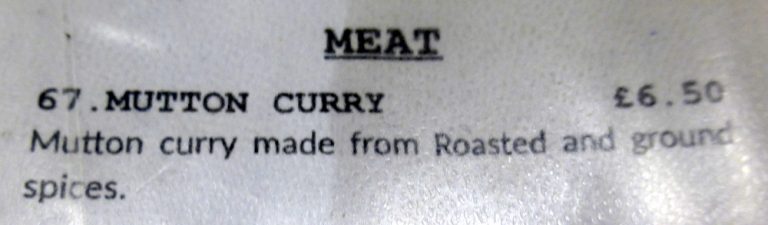 MEAT
67.MUTTON CURRY £6.50
Mutton curry made from Roasted and ground
spices.